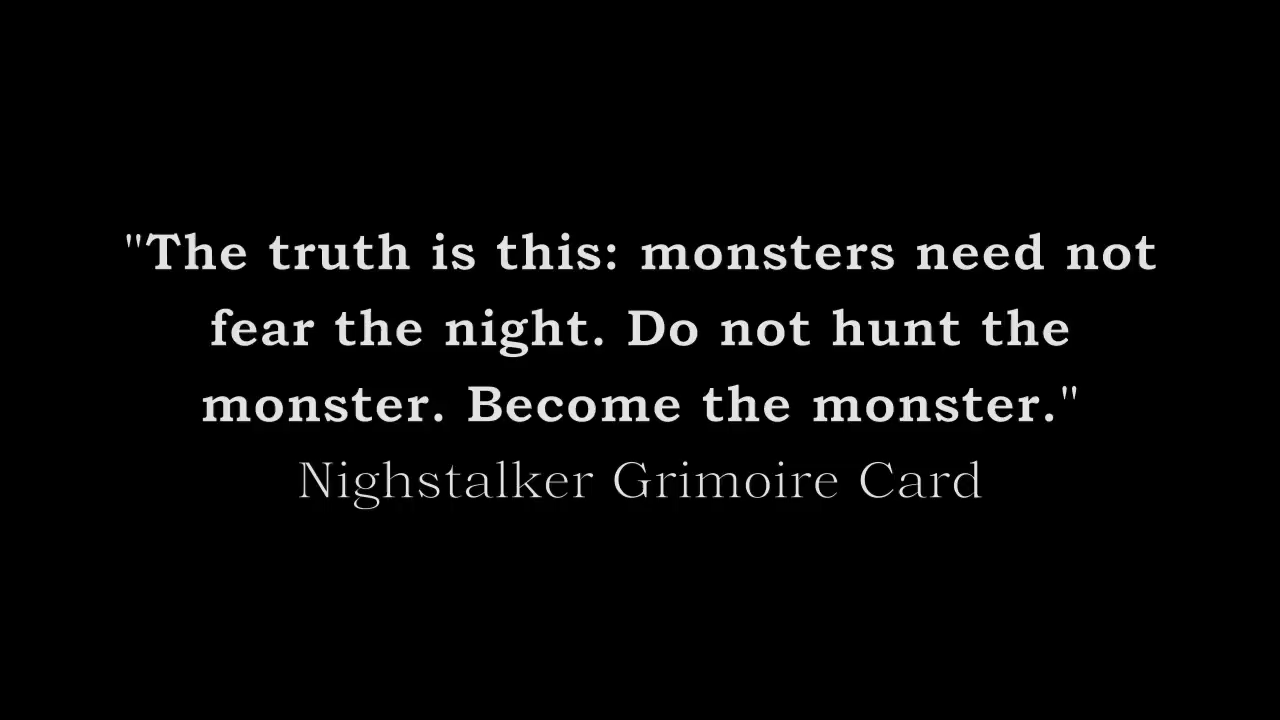 "The truth is this: monsters need not
fear the night. Do not hunt the
monster. Become the monster."
Nighstalker Grimoire Card